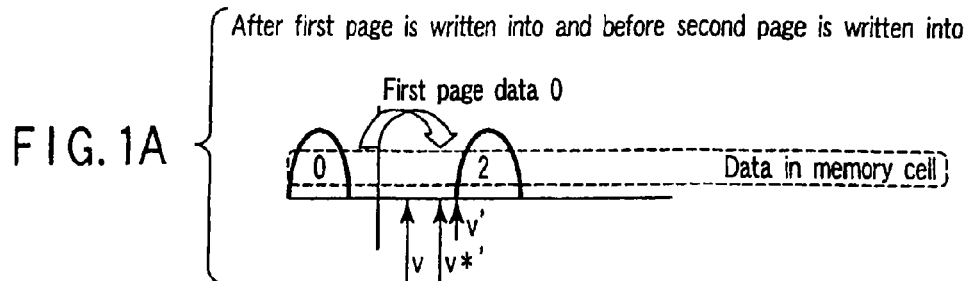 After first page is written into and before second page is written into
First page data 0
FIG. 1A
0
2
Data in memory cell
v'
v
v*'